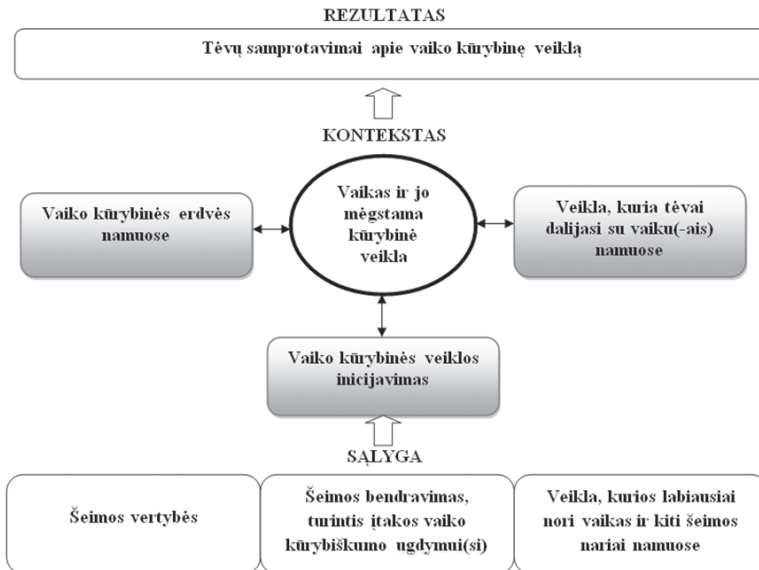 REZULTATAS
Tėvų samprotavimai apie vaiko kūrybinę veiklą
KONTEKSTAS
Vaikas ir jo
mėgstama
kūrybinė
veikla
Vaiko kūrybinės erdvės
namuose
Veikla, kuria tėvai
dalijasi su vaiku(-ais)
namuose
Vaiko kūrybinės veiklos
inicijavimas
SĄLYGA
Šeimos vertybės
Šeimos bendravimas,
turintis įtakos vaiko
kūrybiškumo ugdymui(si)
Veikla, kurios labiausiai
nori vaikas ir kiti šeimos
nariai namuose